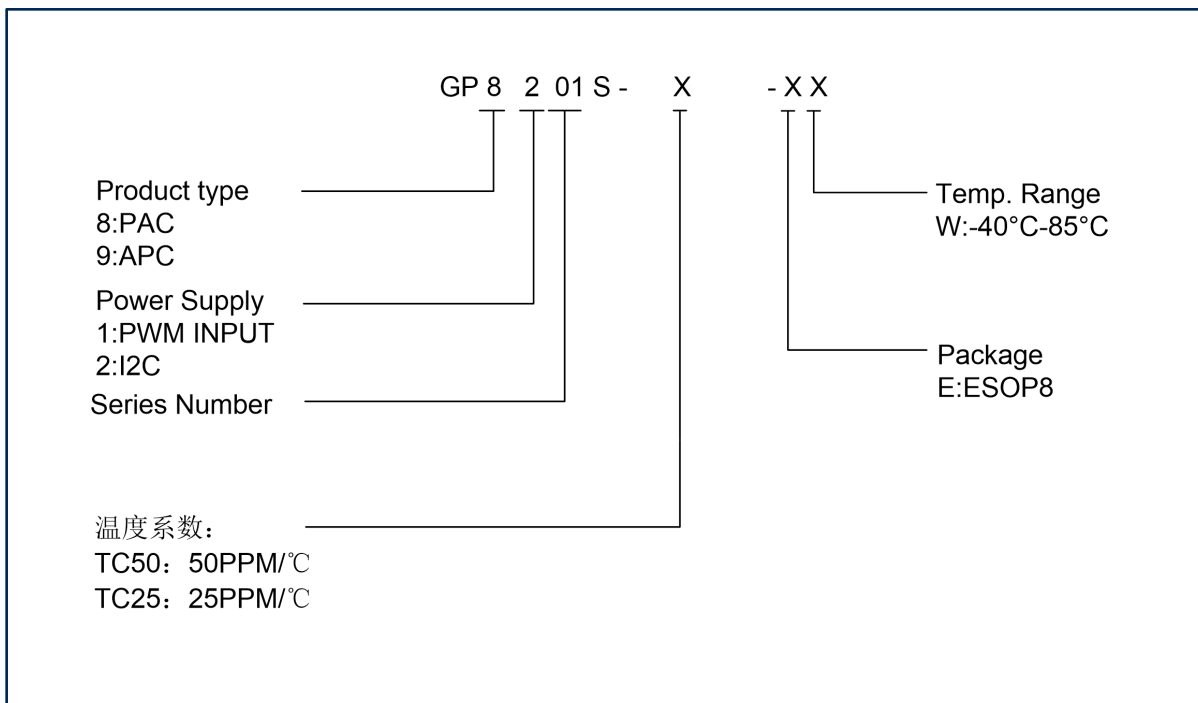 GP 8 2 01 S - X - X X
Product type
8:PAC
9:APC
Power Supply
1:PWM INPUT
2:I2C
Series Number
温度系数：
TC50：50PPM/℃
TC25：25PPM/℃
Temp. Range
W:-40°C-85°C
Package
E:ESOP8